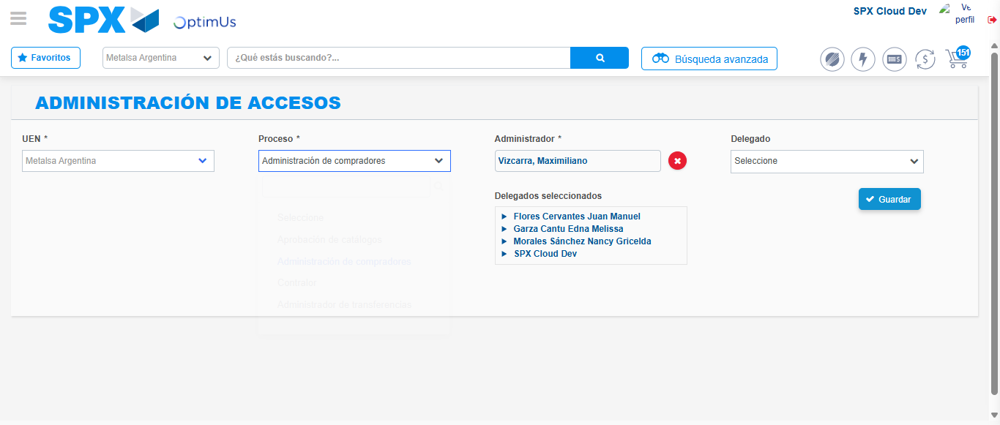 SPX OptimUs
SPX Cloud Dev
Ve
perfil
Favoritos
Metalsa Argentina
¿Qué estás buscando?...
Búsqueda avanzada
151
ADMINISTRACIÓN DE ACCESOS
UEN *
Proceso *
Administrador *
Delegado
Metalsa Argentina
Administración de compradores
Vizcarra, Maximiliano
Seleccione
Guardar
Delegados seleccionados
Flores Cervantes Juan Manuel
Garza Cantu Edna Melissa
Morales Sánchez Nancy Gricelda
SPX Cloud Dev
Seleccione
Aprobación de catálogos
Administración de compradores
Contralor
Administrador de transferencias